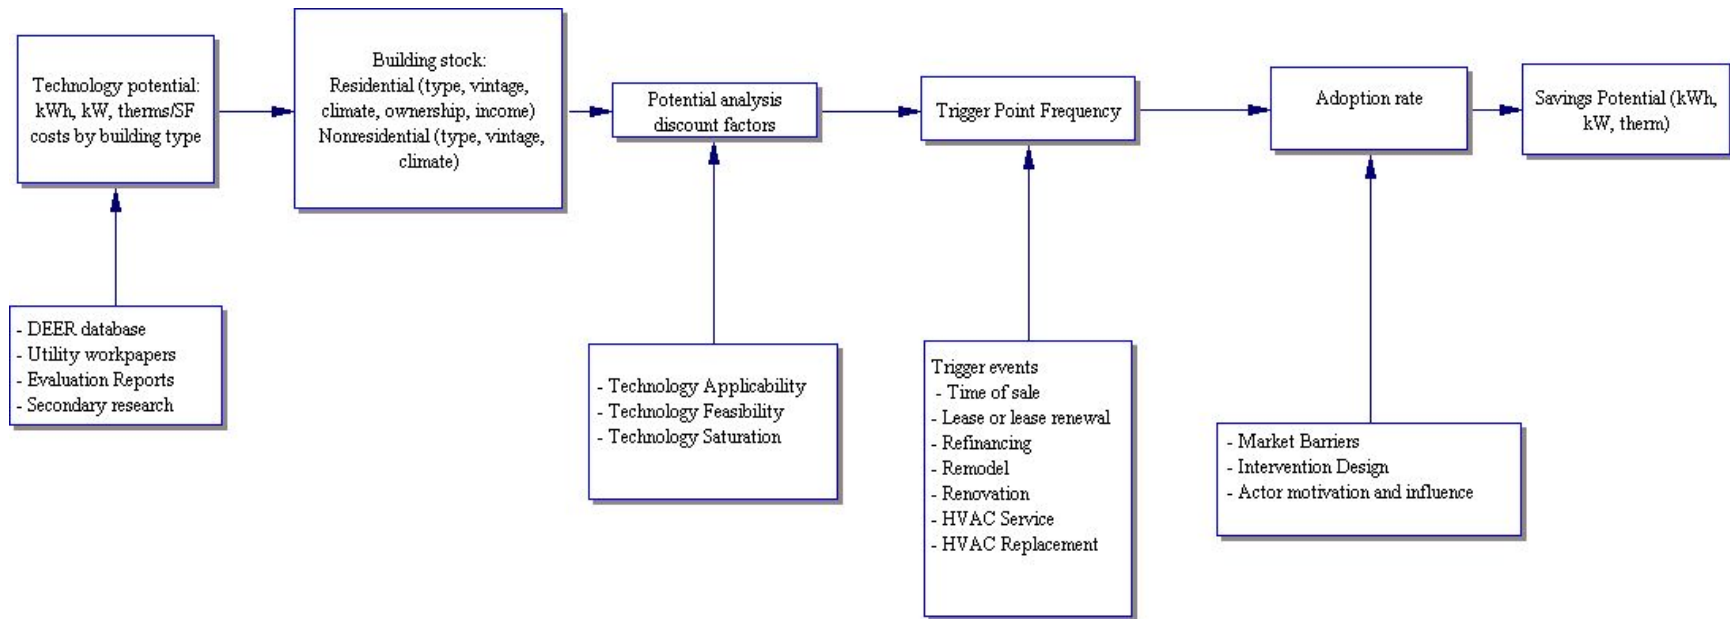 Technology potential:
kWh, kW, therms/SF
costs by building type
Building stock:
Residential (type, vintage,
climate, ownership, income)
Nonresidential (type, vintage,
climate)
Potential analysis
discount factors
Trigger Point Frequency
Adoption rate
Savings Potential (kWh,
kW, therm)
- DEER database
- Utility workpapers
- Evaluation Reports
- Secondary research
- Technology Applicability
- Technology Feasibility
- Technology Saturation
Trigger events
- Time of sale
- Lease or lease renewal
- Refinancing
- Remodel
- Renovation
- HVAC Service
- HVAC Replacement
- Market Barriers
- Intervention Design
- Actor motivation and influence